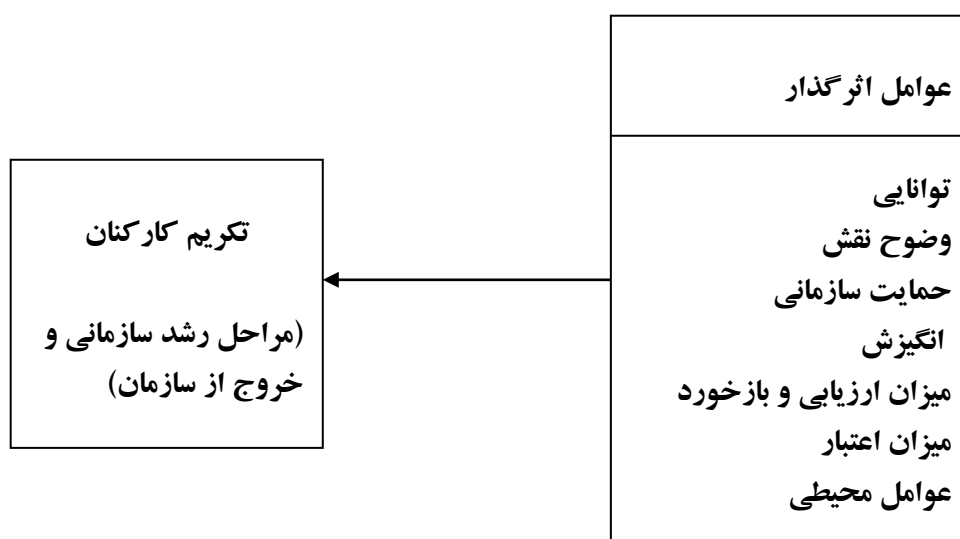 عوامل اثرگذار
توانایی
وضوح نقش
حمایت سازمانی
انگیزش
میزان ارزیابی و بازخورد
میزان اعتبار
عوامل محیطی
تکریم کارکنان
(مراحل رشد سازمانی و
خروج از سازمان)